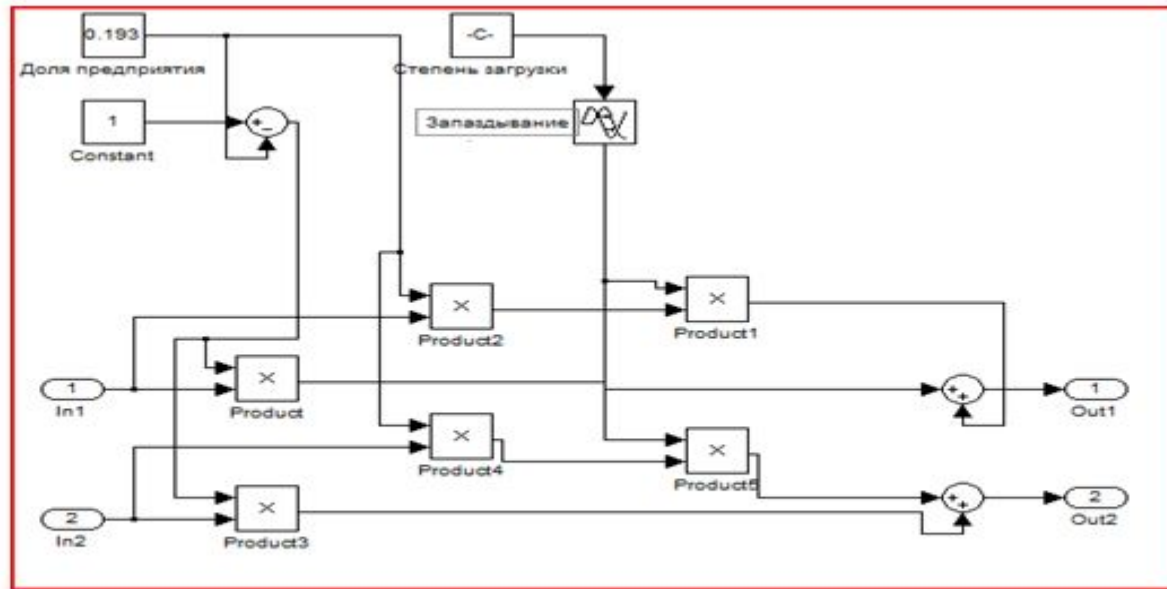 0.193
Доля предприятия
-C-
Степень загрузки
1
Constant
Запаздывание
×
Product2
×
Product1
1
In1
×
Product
1
Out1
×
Product4
×
Product5
2
In2
×
Product3
2
Out2